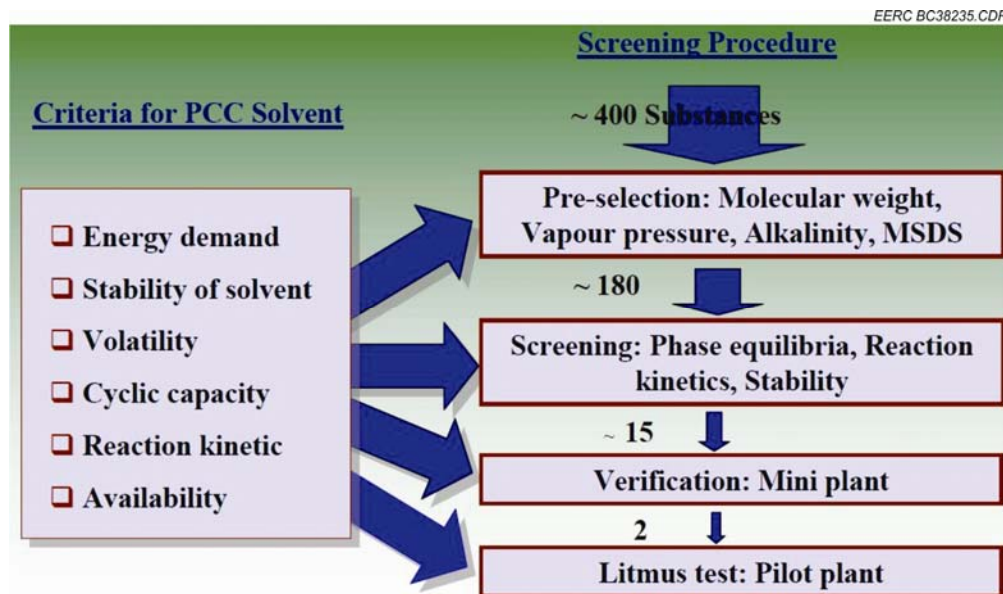 EERC BC38235.CDR
Screening Procedure
Criteria for PCC Solvent
~ 400 Substances
Pre-selection: Molecular weight,
Vapour pressure, Alkalinity, MSDS
~ 180
Screening: Phase equilibria, Reaction
kinetics, Stability
~ 15
Verification: Mini plant
2
Litmus test: Pilot plant
Energy demand
Stability of solvent
Volatility
Cyclic capacity
Reaction kinetic
Availability